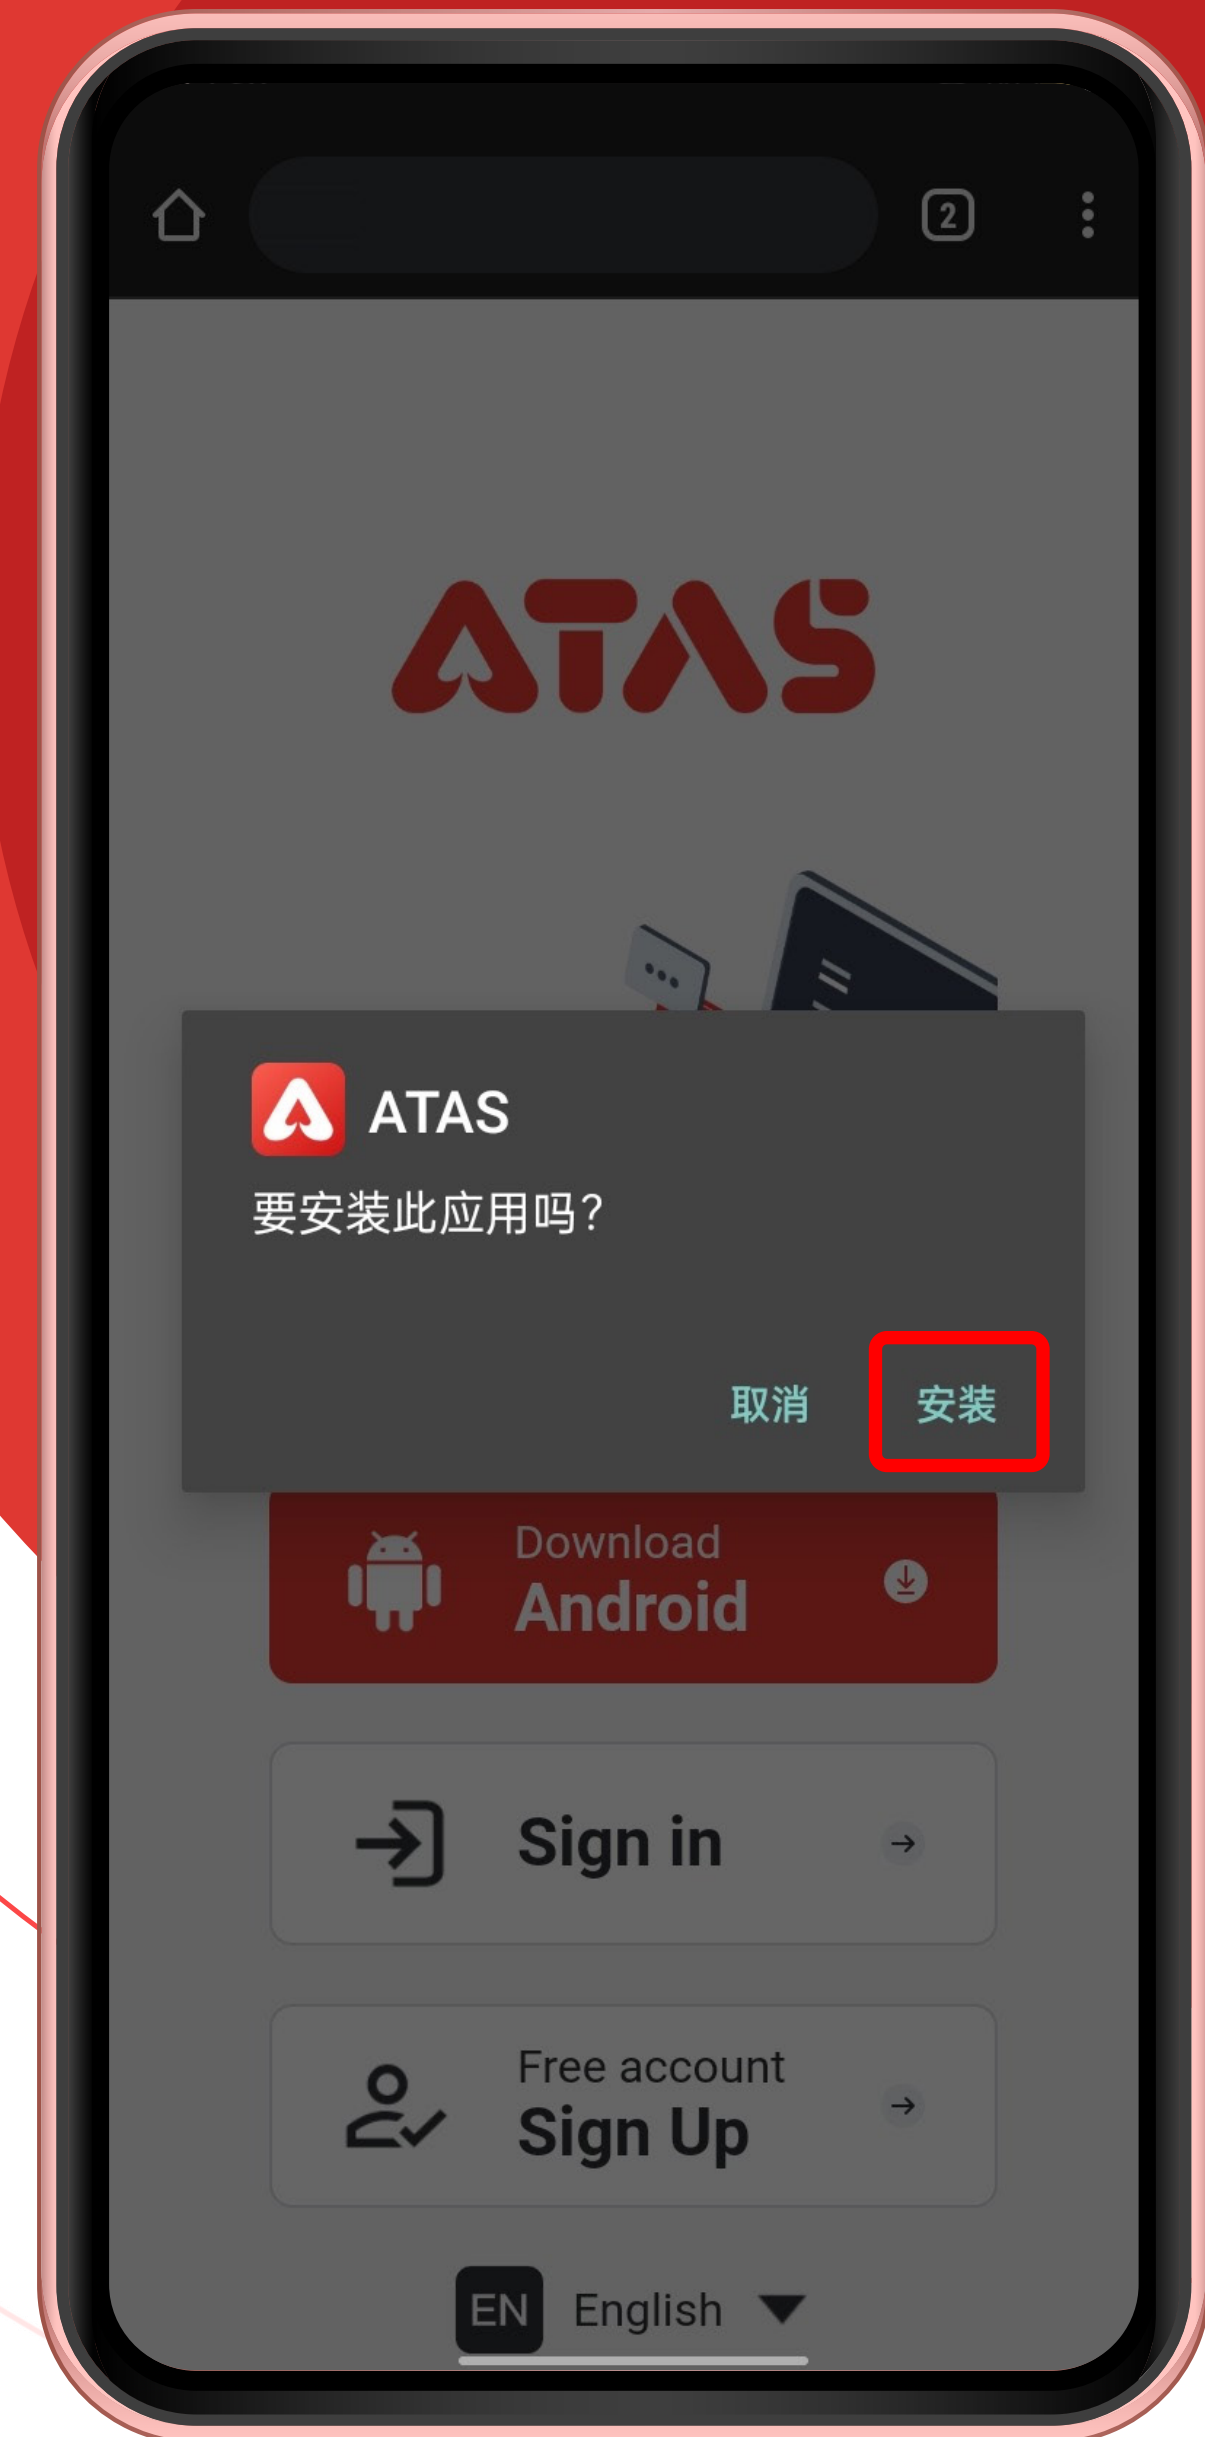 2
ATAS
ATAS
要安装此应用吗？
取消 安装
Download
Android
Sign in
Free account
Sign Up
EN English